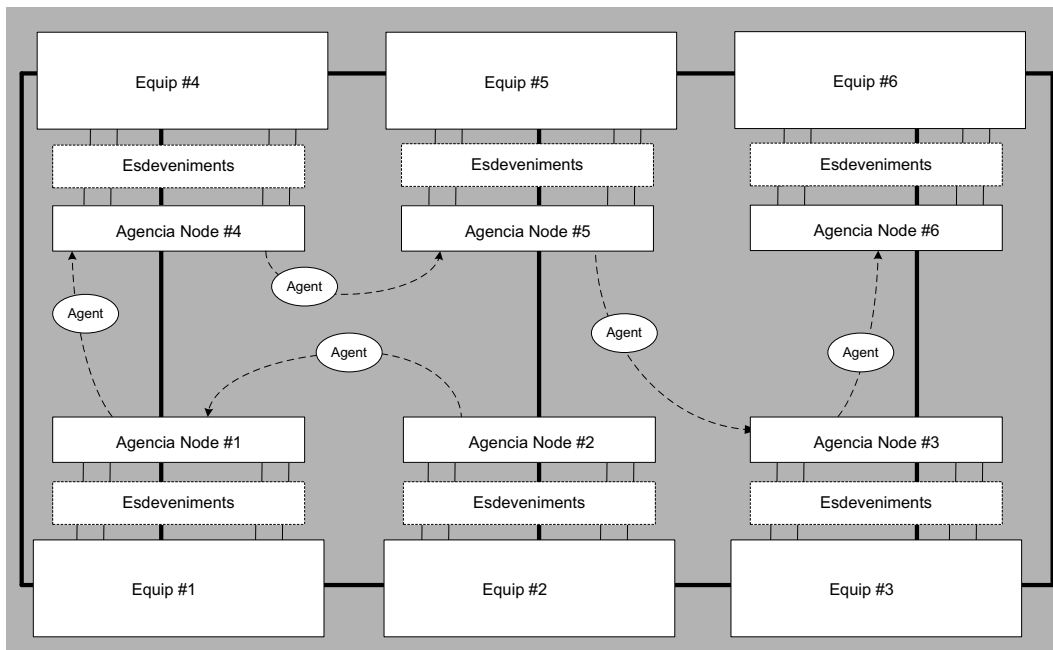 Equip #4
Equip #5
Equip #6
Esdeveniments
Esdeveniments
Esdeveniments
Agencia Node #4
Agencia Node #5
Agencia Node #6
Agent
Agent
Agent
Agent
Agent
Agencia Node #1
Agencia Node #2
Agencia Node #3
Esdeveniments
Esdeveniments
Esdeveniments
Equip #1
Equip #2
Equip #3